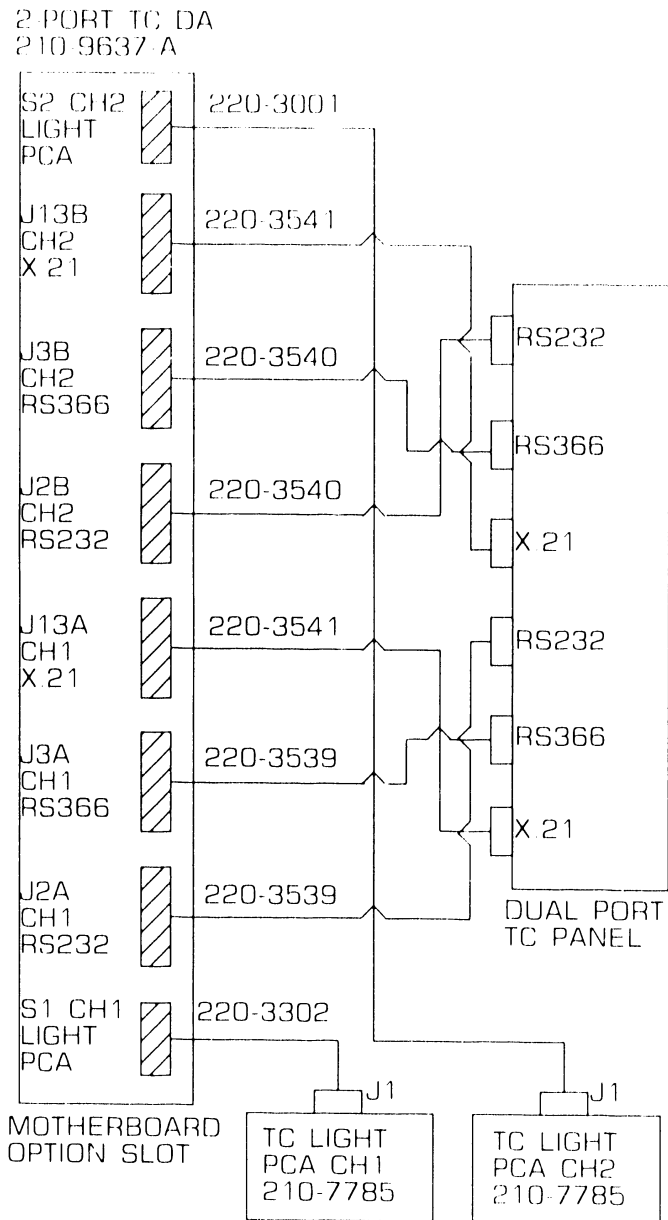 2-PORT TC DA
210-9637-A
S2 CH2
LIGHT
PCA
220-3001
J13B
CH2
X.21
220-3541
J3B
CH2
RS366
220-3540
J2B
CH2
RS232
220-3540
J13A
CH1
X.21
220-3541
J3A
CH1
RS366
220-3539
J2A
CH1
RS232
220-3539
S1 CH1
LIGHT
PCA
220-3302
RS232
RS366
X.21
RS232
RS366
X.21
DUAL PORT
TC PANEL
MOTHERBOARD
OPTION SLOT
J1
TC LIGHT
PCA CH1
210-7785
J1
TC LIGHT
PCA CH2
210-7785